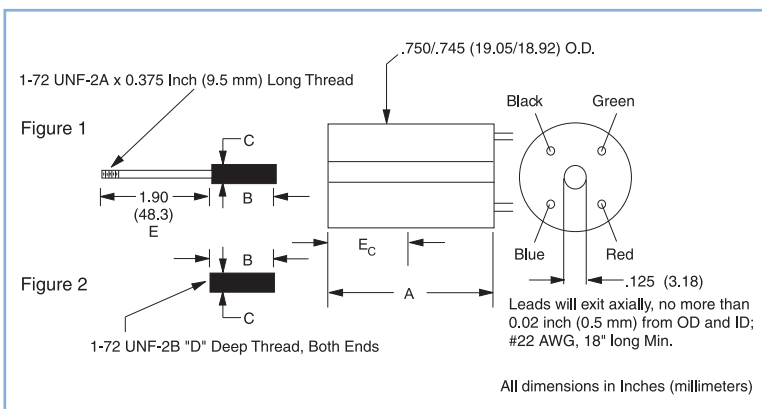 .750/.745 (19.05/18.92) O.D.
1-72 UNF-2A x 0.375 Inch (9.5 mm) Long Thread
Black
Green
Figure 1
C
1.90
(48.3)
E
B
E_C
Blue
Red
B
Figure 2
A
.125 (3.18)
C
Leads will exit axially, no more than
0.02 inch (0.5 mm) from OD and ID;
#22 AWG, 18" long Min.
1-72 UNF-2B "D" Deep Thread, Both Ends
All dimensions in Inches (millimeters)